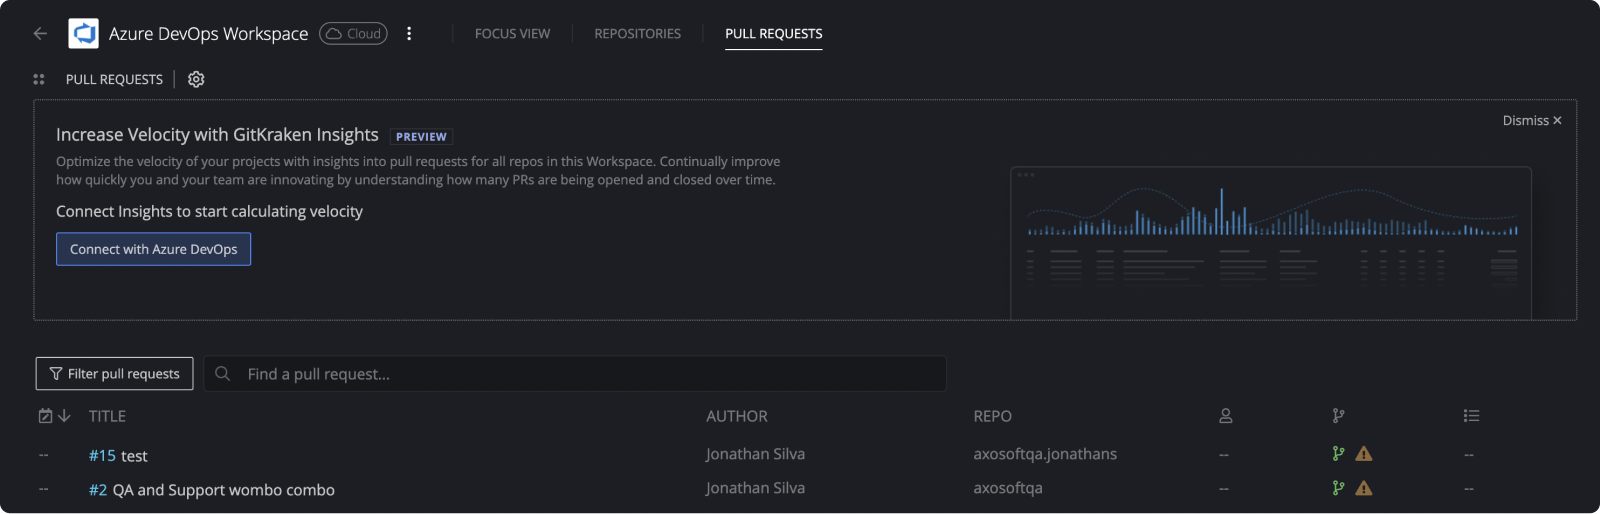 Azure DevOps Workspace Cloud FOCUS VIEW REPOSITORIES PULL REQUESTS
PULL REQUESTS
Dismiss ×
Increase Velocity with GitKraken Insights PREVIEW
Optimize the velocity of your projects with insights into pull requests for all repos in this Workspace. Continually improve
how quickly you and your team are innovating by understanding how many PRs are being opened and closed over time.
Connect Insights to start calculating velocity
Connect with Azure DevOps
Filter pull requests Find a pull request...
TITLE AUTHOR REPO
-- #15 test Jonathan Silva axosoftqa.jonathans -- --
-- #2 QA and Support wombo combo Jonathan Silva axosoftqa -- --